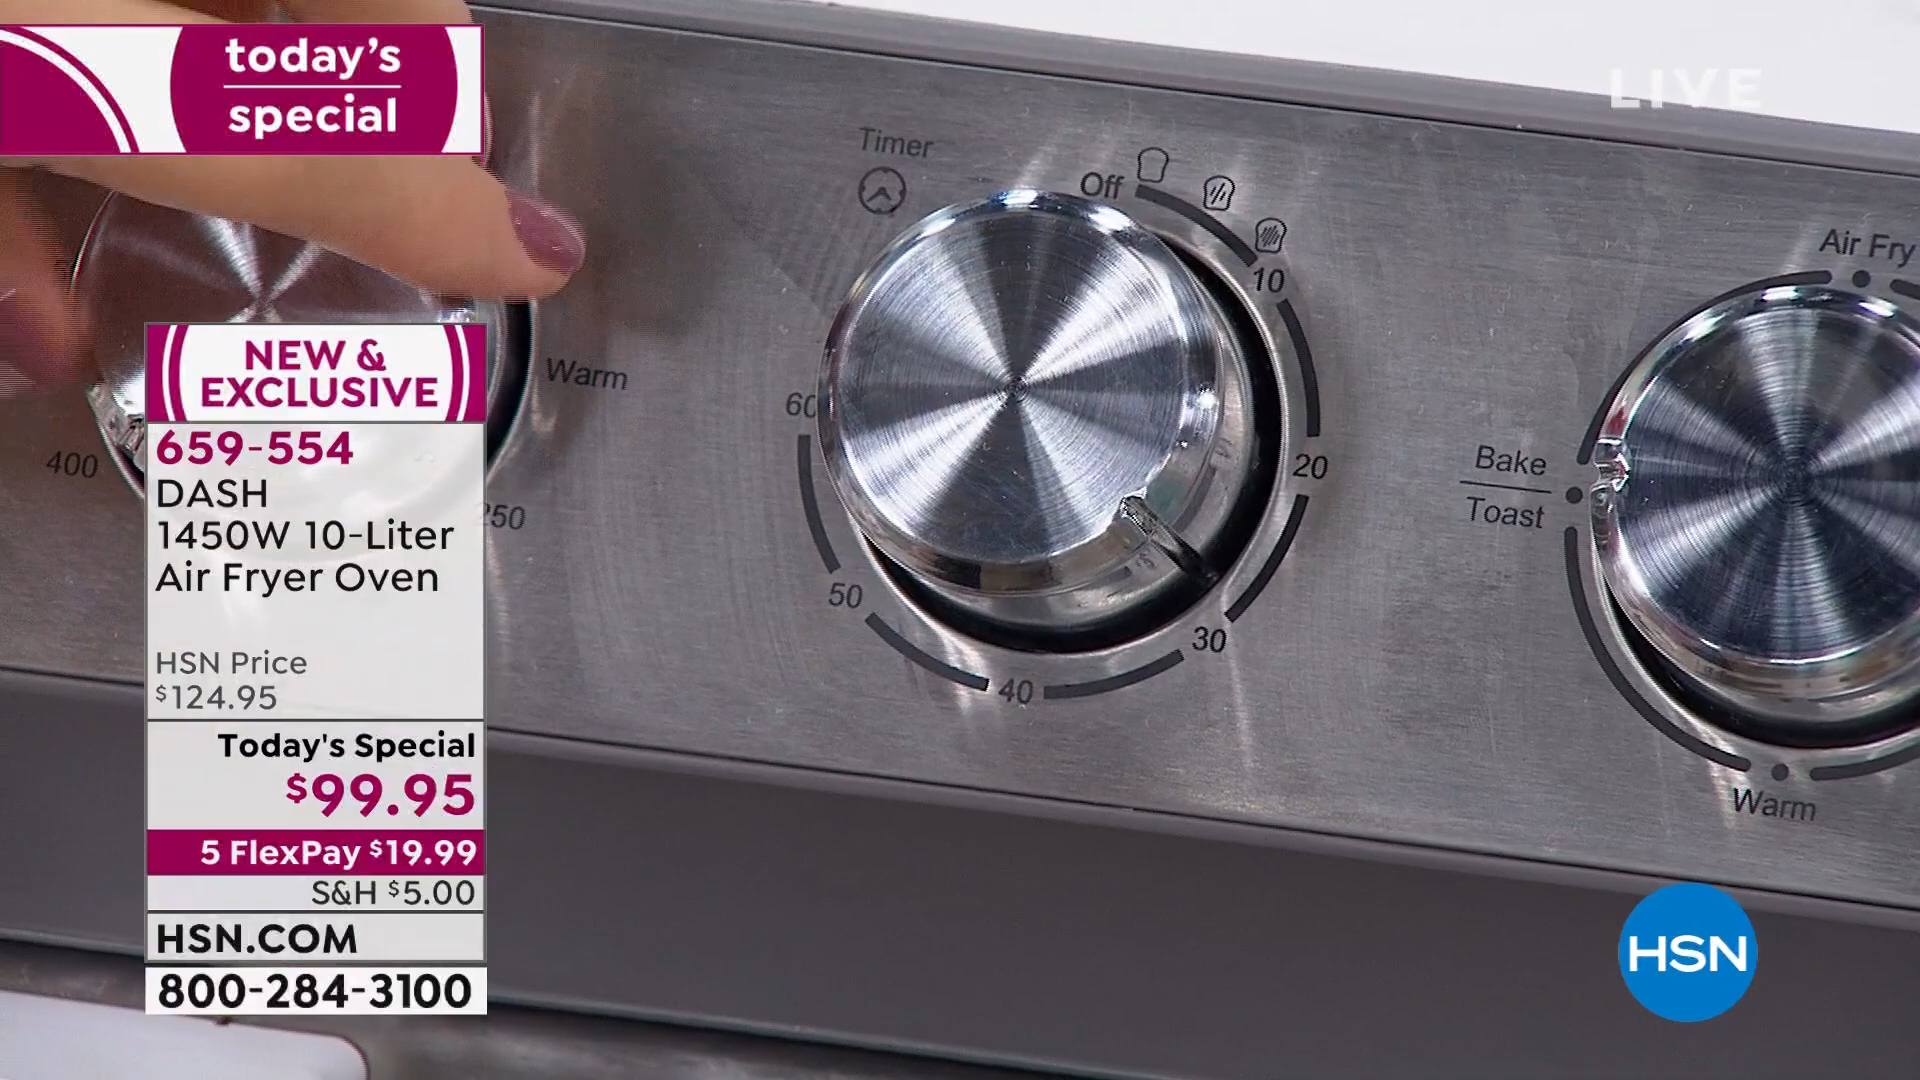 today's
special
LIVE
NEW &
EXCLUSIVE
659-554
DASH
1450W 10-Liter
Air Fryer Oven
HSN Price
$124.95
Today's Special
$99.95
5 FlexPay $19.99
S&H $5.00
HSN.COM
800-284-3100
400
Warm
250
Timer
Off
10
20
30
40
50
60
Air Fry
Bake
Toast
Warm
HSN